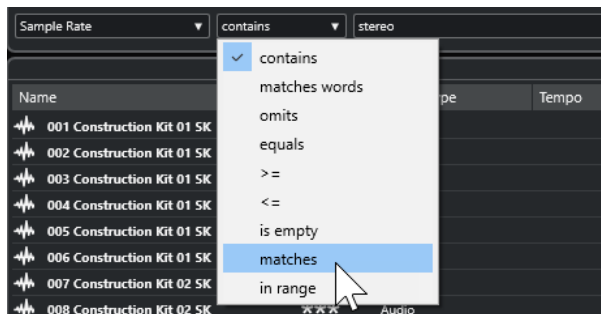 Sample Rate contains stereo
contains
matches words
omits
equals
>=
<=
is empty
matches
in range
Name Tempo
001 Construction Kit 01 SK
002 Construction Kit 01 SK
003 Construction Kit 01 SK
004 Construction Kit 01 SK
005 Construction Kit 01 SK
006 Construction Kit 01 SK
007 Construction Kit 02 SK
008 Construction Kit 02 SK *** Audio